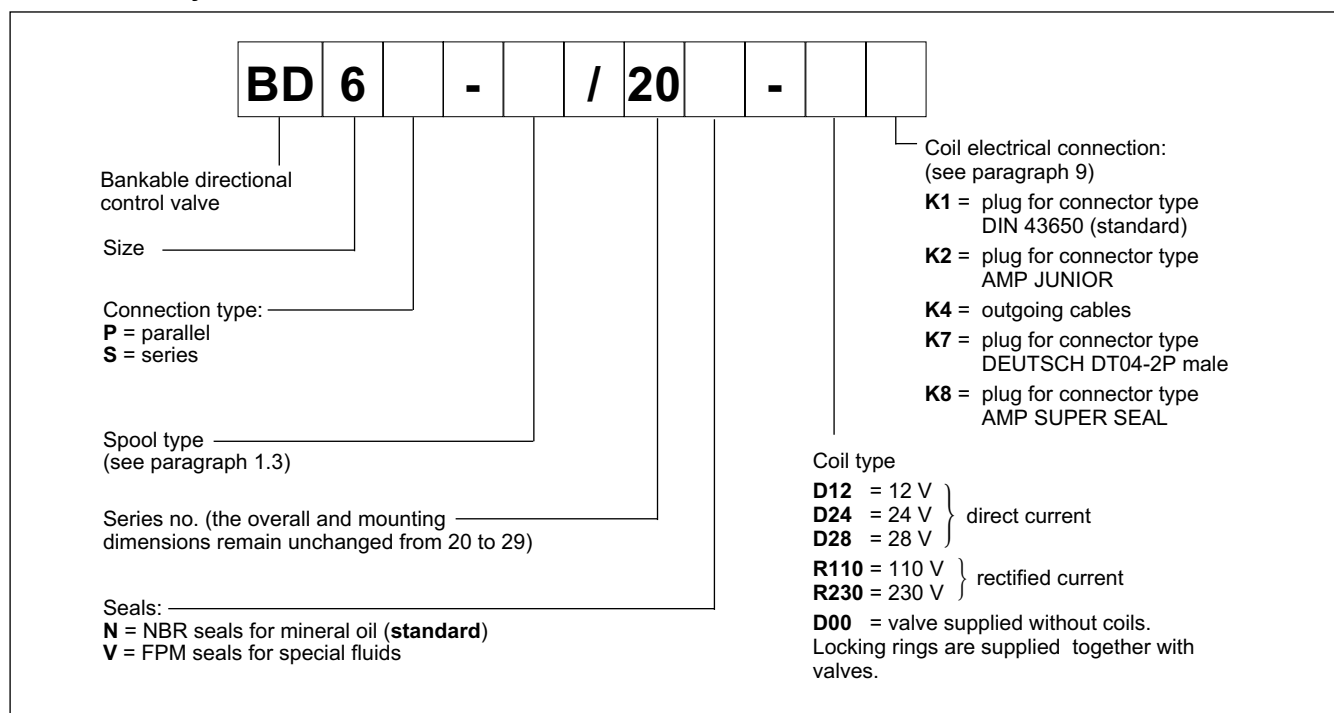 BD 6 - / 20 -
Bankable directional
control valve
Size
Connection type:
P = parallel
S = series
Spool type
(see paragraph 1.3)
Series no. (the overall and mounting
dimensions remain unchanged from 20 to 29)
Seals:
N = NBR seals for mineral oil (standard)
V = FPM seals for special fluids
Coil electrical connection:
(see paragraph 9)
K1 = plug for connector type
DIN 43650 (standard)
K2 = plug for connector type
AMP JUNIOR
K4 = outgoing cables
K7 = plug for connector type
DEUTSCH DT04-2P male
K8 = plug for connector type
AMP SUPER SEAL
Coil type
D12 = 12 V
D24 = 24 V direct current
D28 = 28 V
R110 = 110 V rectified current
R230 = 230 V
D00 = valve supplied without coils.
Locking rings are supplied together with
valves.